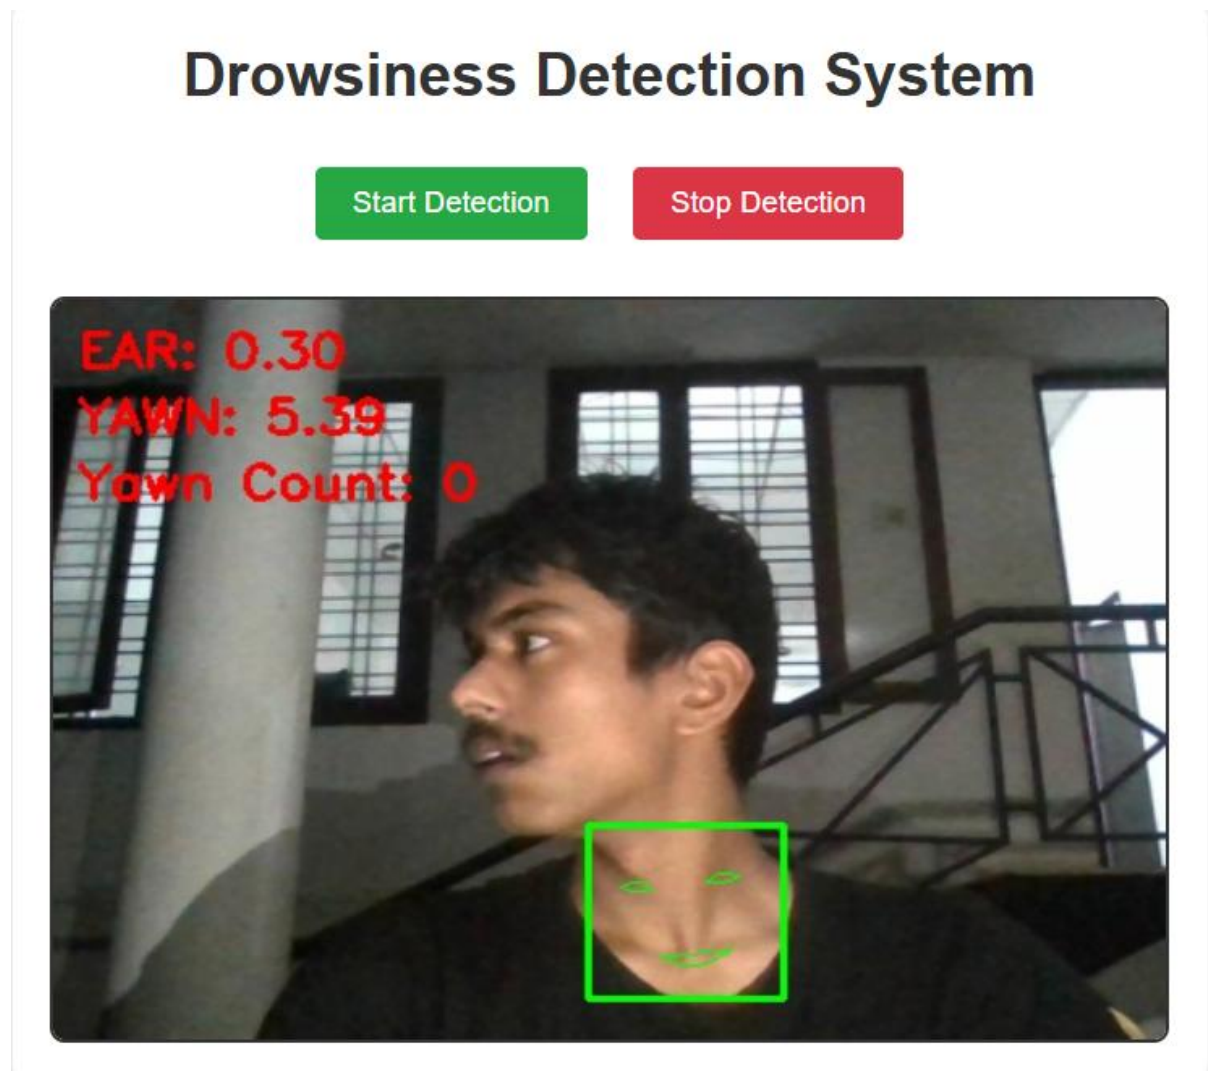 Drowsiness Detection System
Start Detection
Stop Detection
EAR: 0.30
YAWN: 5.39
Yawn Count: 0